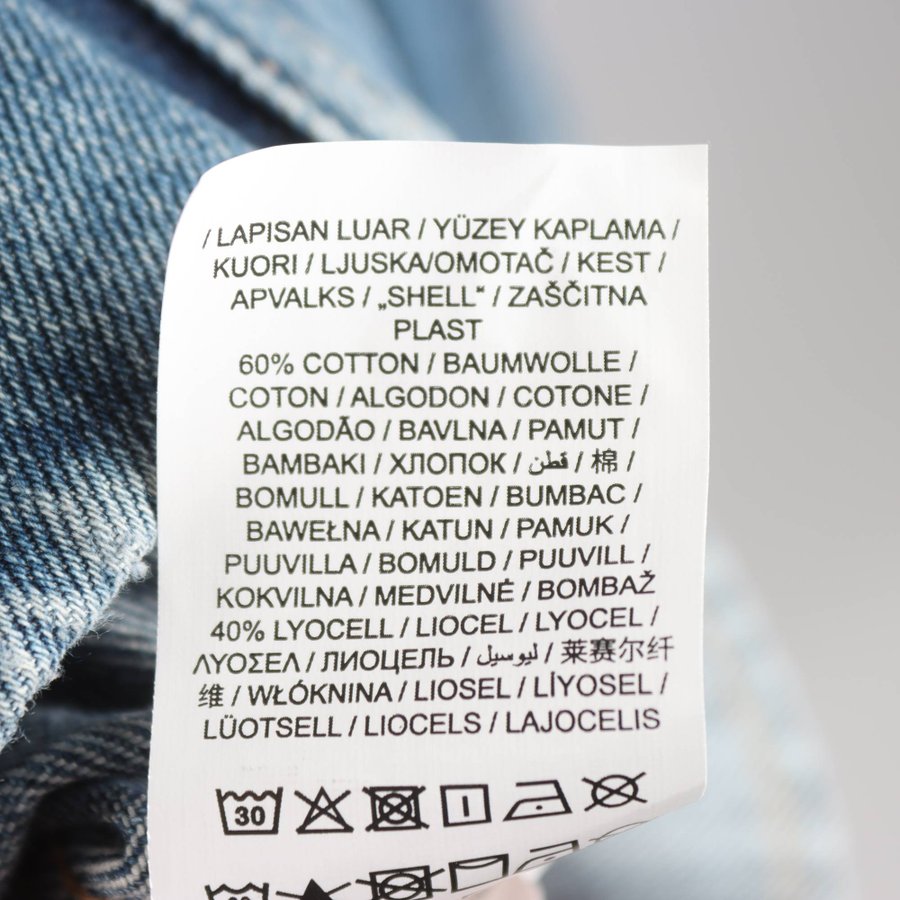 / LAPISAN LUAR / YÜZEY KAPLAMA /
KUORI / LJUSKA/OMOTAČ / KEST /
APVALKS / „SHELL“ / ZAŠČITNA
PLAST
60% COTTON / BAUMWOLLE /
COTON / ALGODON / COTONE /
ALGODÃO / BAVLNA / PAMUT /
BAMBAKI / ХЛОПОК / قطن / 棉 /
BOMULL / KATOEN / BUMBAC /
BAWEŁNA / KATUN / PAMUK /
PUUVILLA / BOMULD / PUUVILL /
KOKVILNA / MEDVILNĖ / BOMBAŽ
40% LYOCELL / LIOCEL / LYOCEL /
ΛΥΟΣΕΛ / ЛИОЦЕЛЬ / ليوسيل / 莱赛尔纤
维 / WŁÓKNINA / LIOSEL / LİYOSEL /
LÜOTSELL / LIOCELS / LAJOCELIS
30